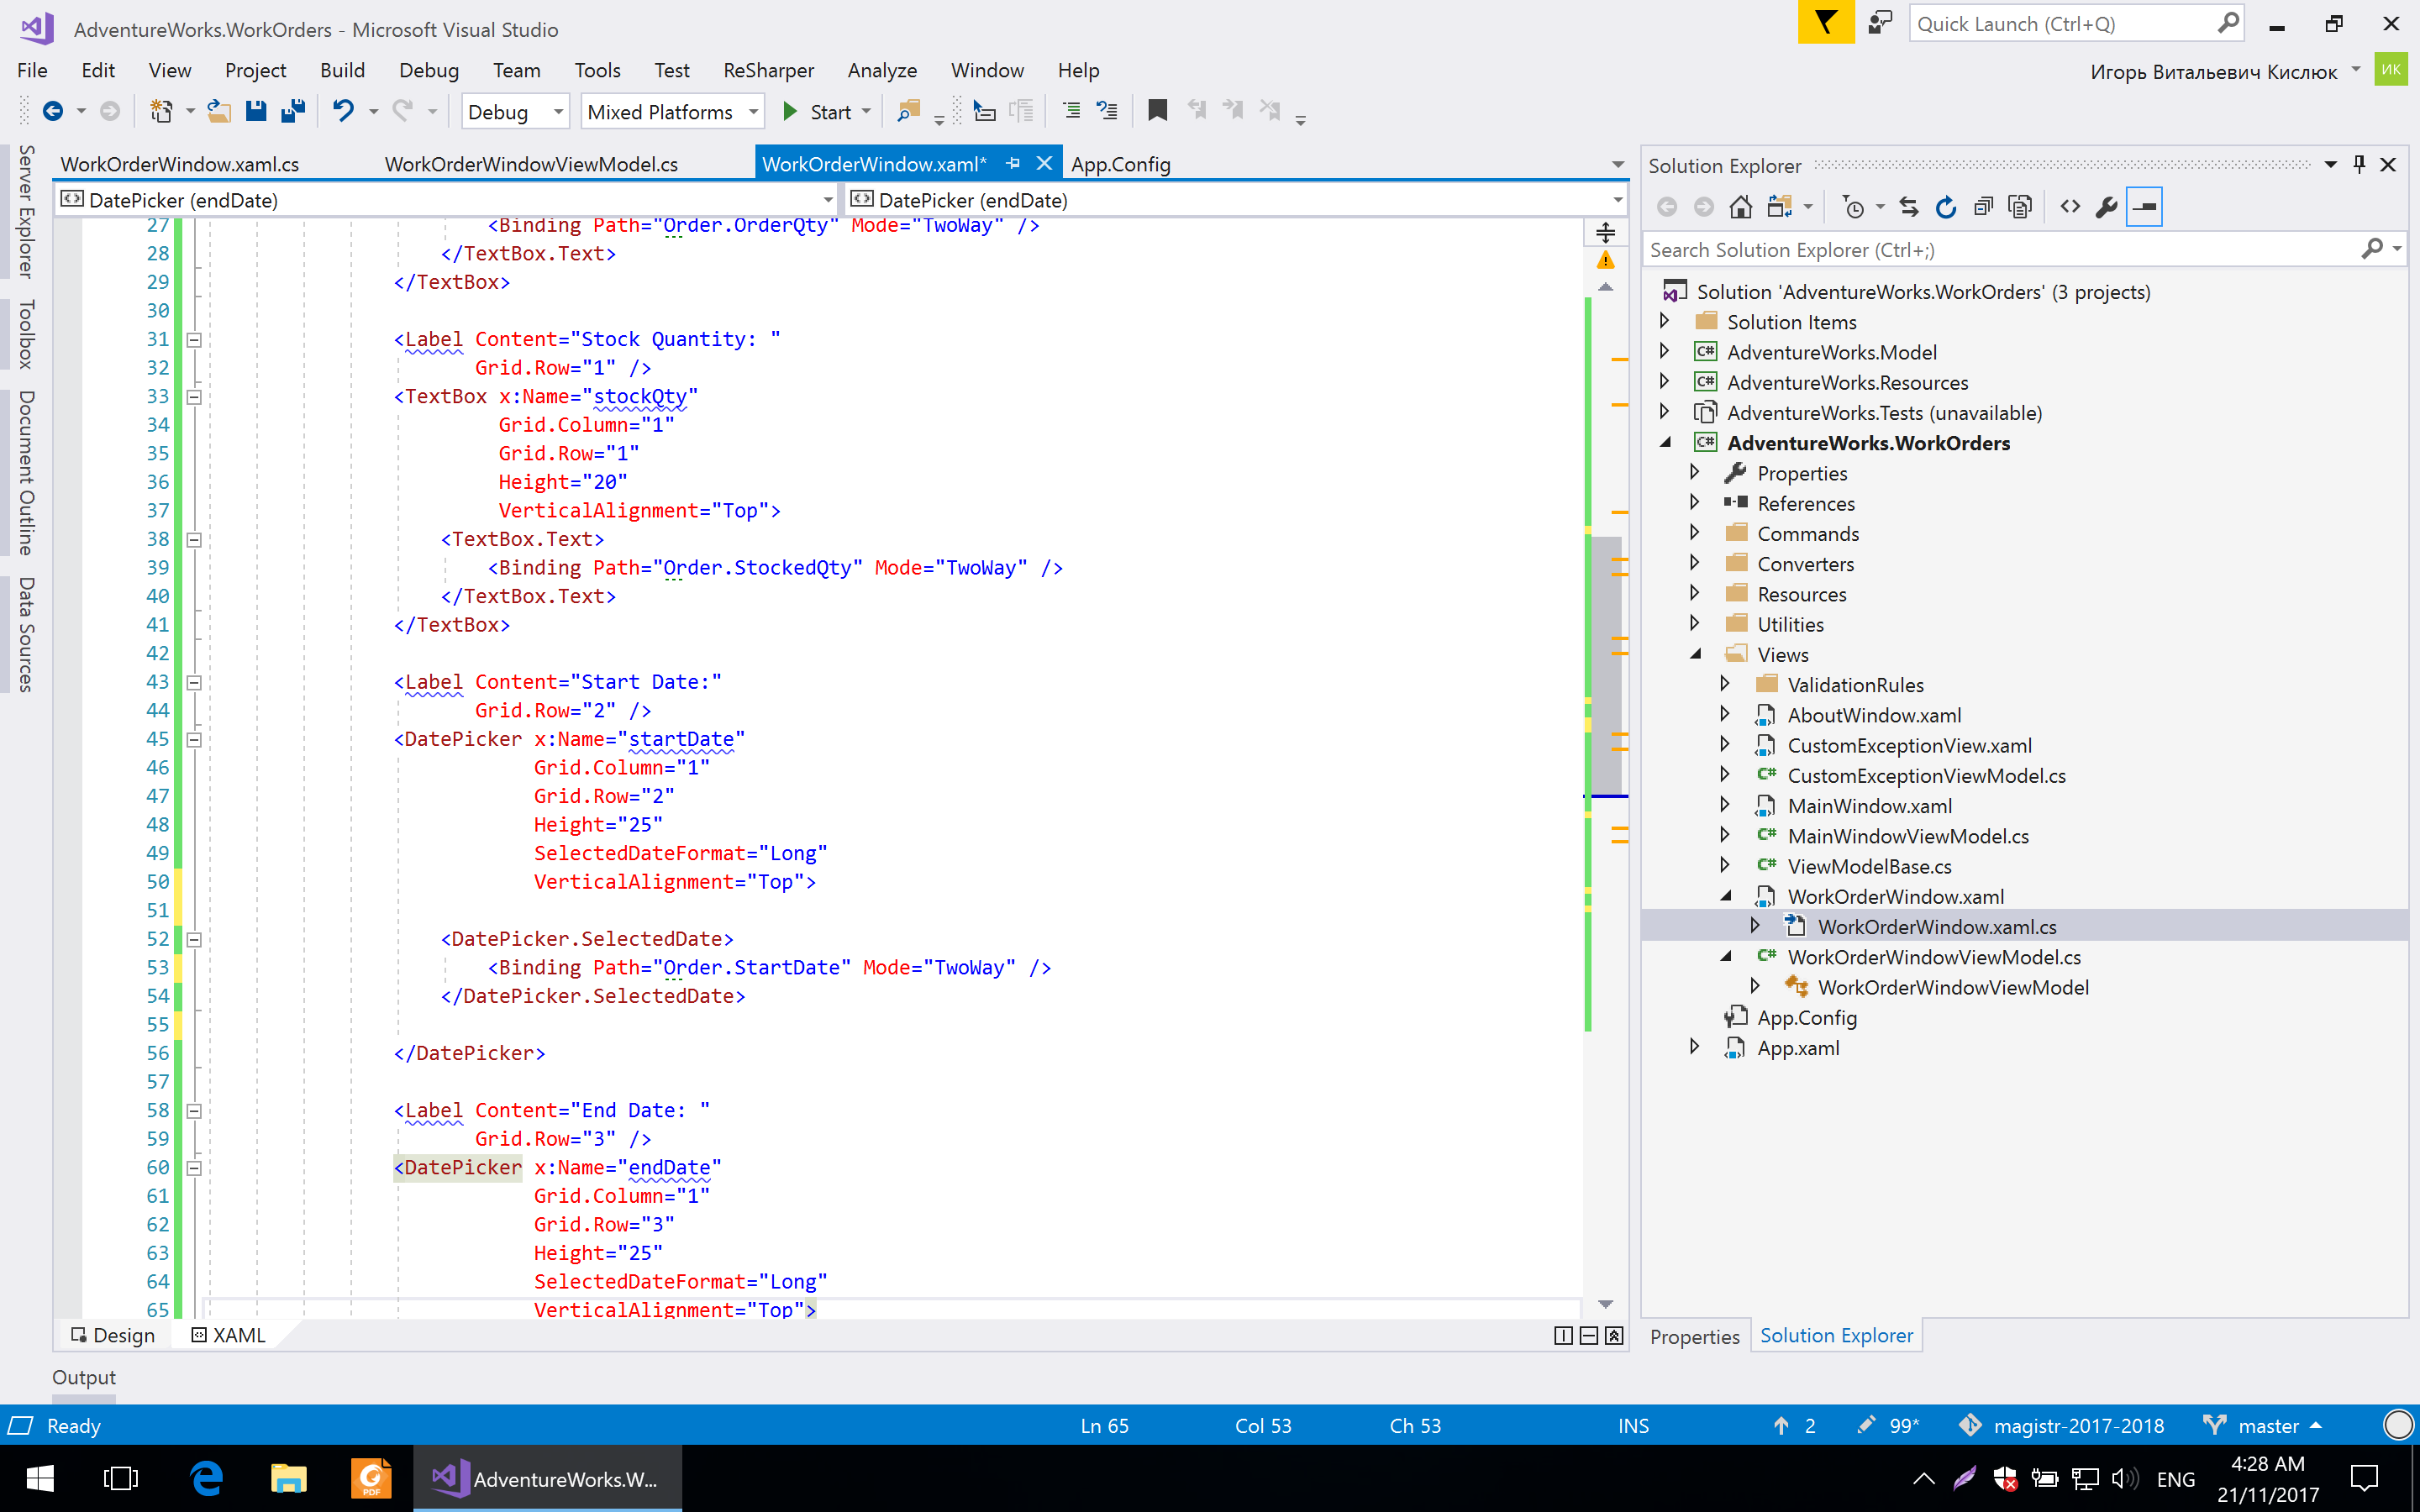 AdventureWorks.WorkOrders - Microsoft Visual Studio
Quick Launch (Ctrl+Q)
File Edit View Project Build Debug Team Tools Test ReSharper Analyze Window Help
Игорь Витальевич Кислюк
ИК
Debug Mixed Platforms Start
Server Explorer
Toolbox
Document Outline
Data Sources
WorkOrderWindow.xaml.cs WorkOrderWindowViewModel.cs WorkOrderWindow.xaml* App.Config
DatePicker (endDate) DatePicker (endDate)
27 <Binding Path="Order.OrderQty" Mode="TwoWay" />
28 </TextBox.Text>
29 </TextBox>
30
31 <Label Content="Stock Quantity: "
32 Grid.Row="1" />
33 <TextBox x:Name="stockQty"
34 Grid.Column="1"
35 Grid.Row="1"
36 Height="20"
37 VerticalAlignment="Top">
38 <TextBox.Text>
39 <Binding Path="Order.StockedQty" Mode="TwoWay" />
40 </TextBox.Text>
41 </TextBox>
42
43 <Label Content="Start Date:"
44 Grid.Row="2" />
45 <DatePicker x:Name="startDate"
46 Grid.Column="1"
47 Grid.Row="2"
48 Height="25"
49 SelectedDateFormat="Long"
50 VerticalAlignment="Top">
51
52 <DatePicker.SelectedDate>
53 <Binding Path="Order.StartDate" Mode="TwoWay" />
54 </DatePicker.SelectedDate>
55
56 </DatePicker>
57
58 <Label Content="End Date: "
59 Grid.Row="3" />
60 <DatePicker x:Name="endDate"
61 Grid.Column="1"
62 Grid.Row="3"
63 Height="25"
64 SelectedDateFormat="Long"
65 VerticalAlignment="Top">
Design XAML
Solution Explorer
Search Solution Explorer (Ctrl+;)
Solution 'AdventureWorks.WorkOrders' (3 projects)
Solution Items
C# AdventureWorks.Model
C# AdventureWorks.Resources
AdventureWorks.Tests (unavailable)
C# AdventureWorks.WorkOrders
Properties
References
Commands
Converters
Resources
Utilities
Views
ValidationRules
AboutWindow.xaml
CustomExceptionView.xaml
C# CustomExceptionViewModel.cs
MainWindow.xaml
C# MainWindowViewModel.cs
C# ViewModelBase.cs
WorkOrderWindow.xaml
WorkOrderWindow.xaml.cs
C# WorkOrderWindowViewModel.cs
WorkOrderWindowViewModel
App.Config
App.xaml
Properties Solution Explorer
Output
Ready Ln 65 Col 53 Ch 53 INS 2 99* magistr-2017-2018 master
PDF
AdventureWorks.W...
ENG
4:28 AM
21/11/2017